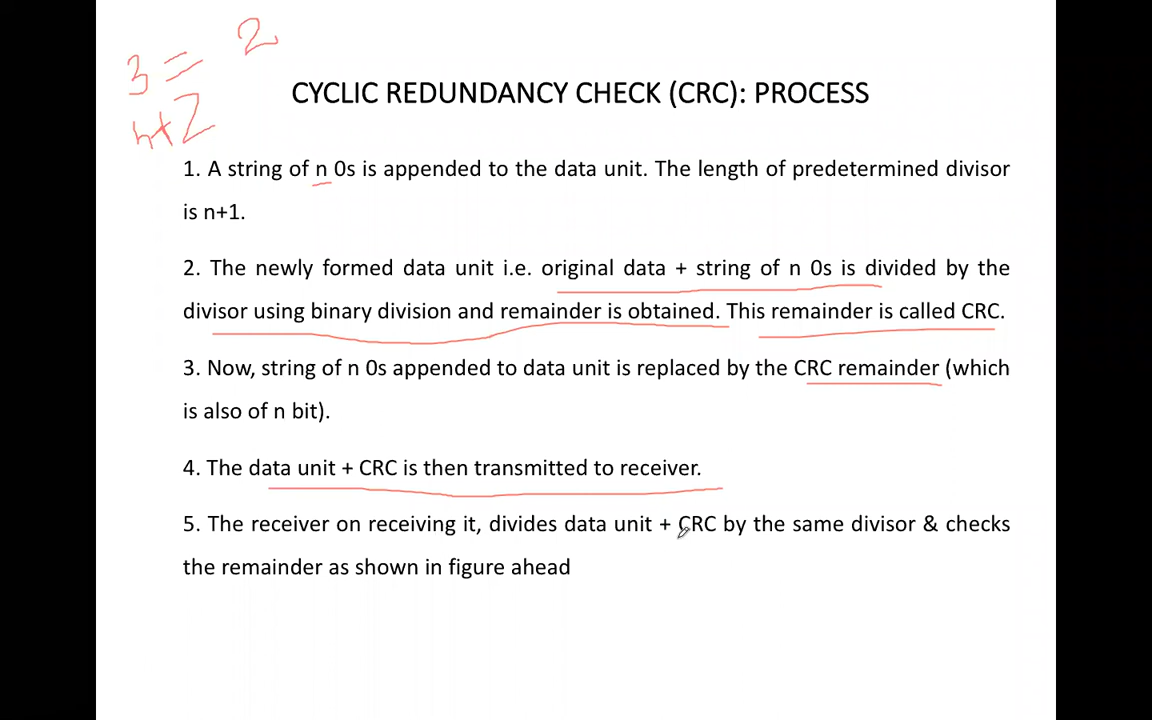 3 = 2
n+2
CYCLIC REDUNDANCY CHECK (CRC): PROCESS
1. A string of n 0s is appended to the data unit. The length of predetermined divisor
is n+1.
2. The newly formed data unit i.e. original data + string of n 0s is divided by the
divisor using binary division and remainder is obtained. This remainder is called CRC.
3. Now, string of n 0s appended to data unit is replaced by the CRC remainder (which
is also of n bit).
4. The data unit + CRC is then transmitted to receiver.
5. The receiver on receiving it, divides data unit + CRC by the same divisor & checks
the remainder as shown in figure ahead